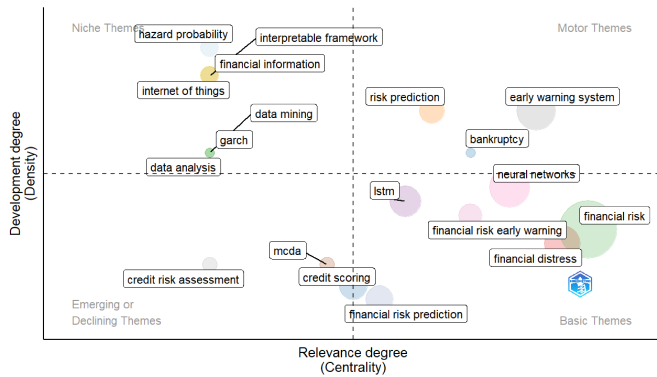 Niche Themes
Motor Themes
hazard probability
interpretable framework
financial information
internet of things
risk prediction
early warning system
data mining
garch
bankruptcy
data analysis
neural networks
lstm
financial risk
financial risk early warning
mcda
financial distress
credit risk assessment
credit scoring
Emerging or
Declining Themes
financial risk prediction
Basic Themes
Relevance degree
(Centrality)
Development degree
(Density)